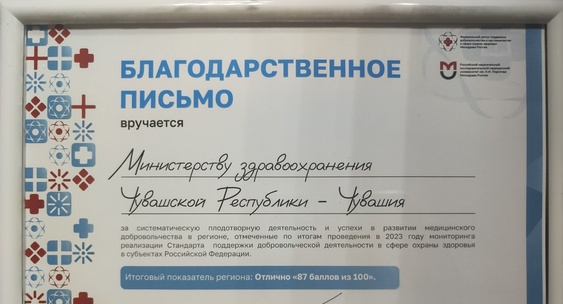 БЛАГОДАРСТВЕННОЕ
ПИСЬМО
вручается
Министерству здравоохранения
Чувашской Республики – Чувашия
за систематическую плодотворную деятельность и успехи в развитии медицинского
добровольчества в регионе, отмеченные по итогам проведения в 2023 году мониторинга
реализации Стандарта поддержки добровольческой деятельности в сфере охраны здоровья
в субъектах Российской Федерации.
Итоговый показатель региона: Отлично «87 баллов из 100».